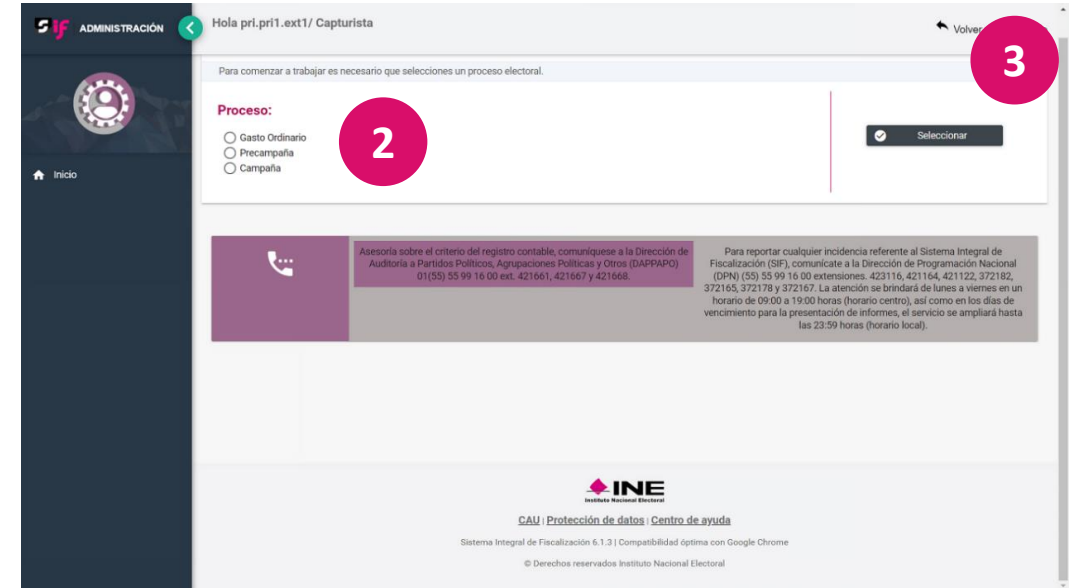 SIF ADMINISTRACIÓN
Hola pri.pri1.ext1/ Capturista
Volver
3
Para comenzar a trabajar es necesario que selecciones un proceso electoral.
Proceso:
Gasto Ordinario
Precampaña
Campaña
2
Seleccionar
Inicio
Asesoría sobre el criterio del registro contable, comuníquese a la Dirección de
Auditoría a Partidos Políticos, Agrupaciones Políticas y Otros (DAPPAPO)
01(55) 55 99 16 00 ext. 421661, 421667 y 421668.
Para reportar cualquier incidencia referente al Sistema Integral de
Fiscalización (SIF), comunícate a la Dirección de Programación Nacional
(DPN) (55) 55 99 16 00 extensiones. 423116, 421164, 421122, 372182,
372165, 372178 y 372167. La atención se brindará de lunes a viernes en un
horario de 09:00 a 19:00 horas (horario centro), así como en los días de
vencimiento para la presentación de informes, el servicio se ampliará hasta
las 23:59 horas (horario local).
INE
Instituto Nacional Electoral
CAU | Protección de datos | Centro de ayuda
Sistema Integral de Fiscalización 6.1.3 | Compatibilidad óptima con Google Chrome
© Derechos reservados Instituto Nacional Electoral